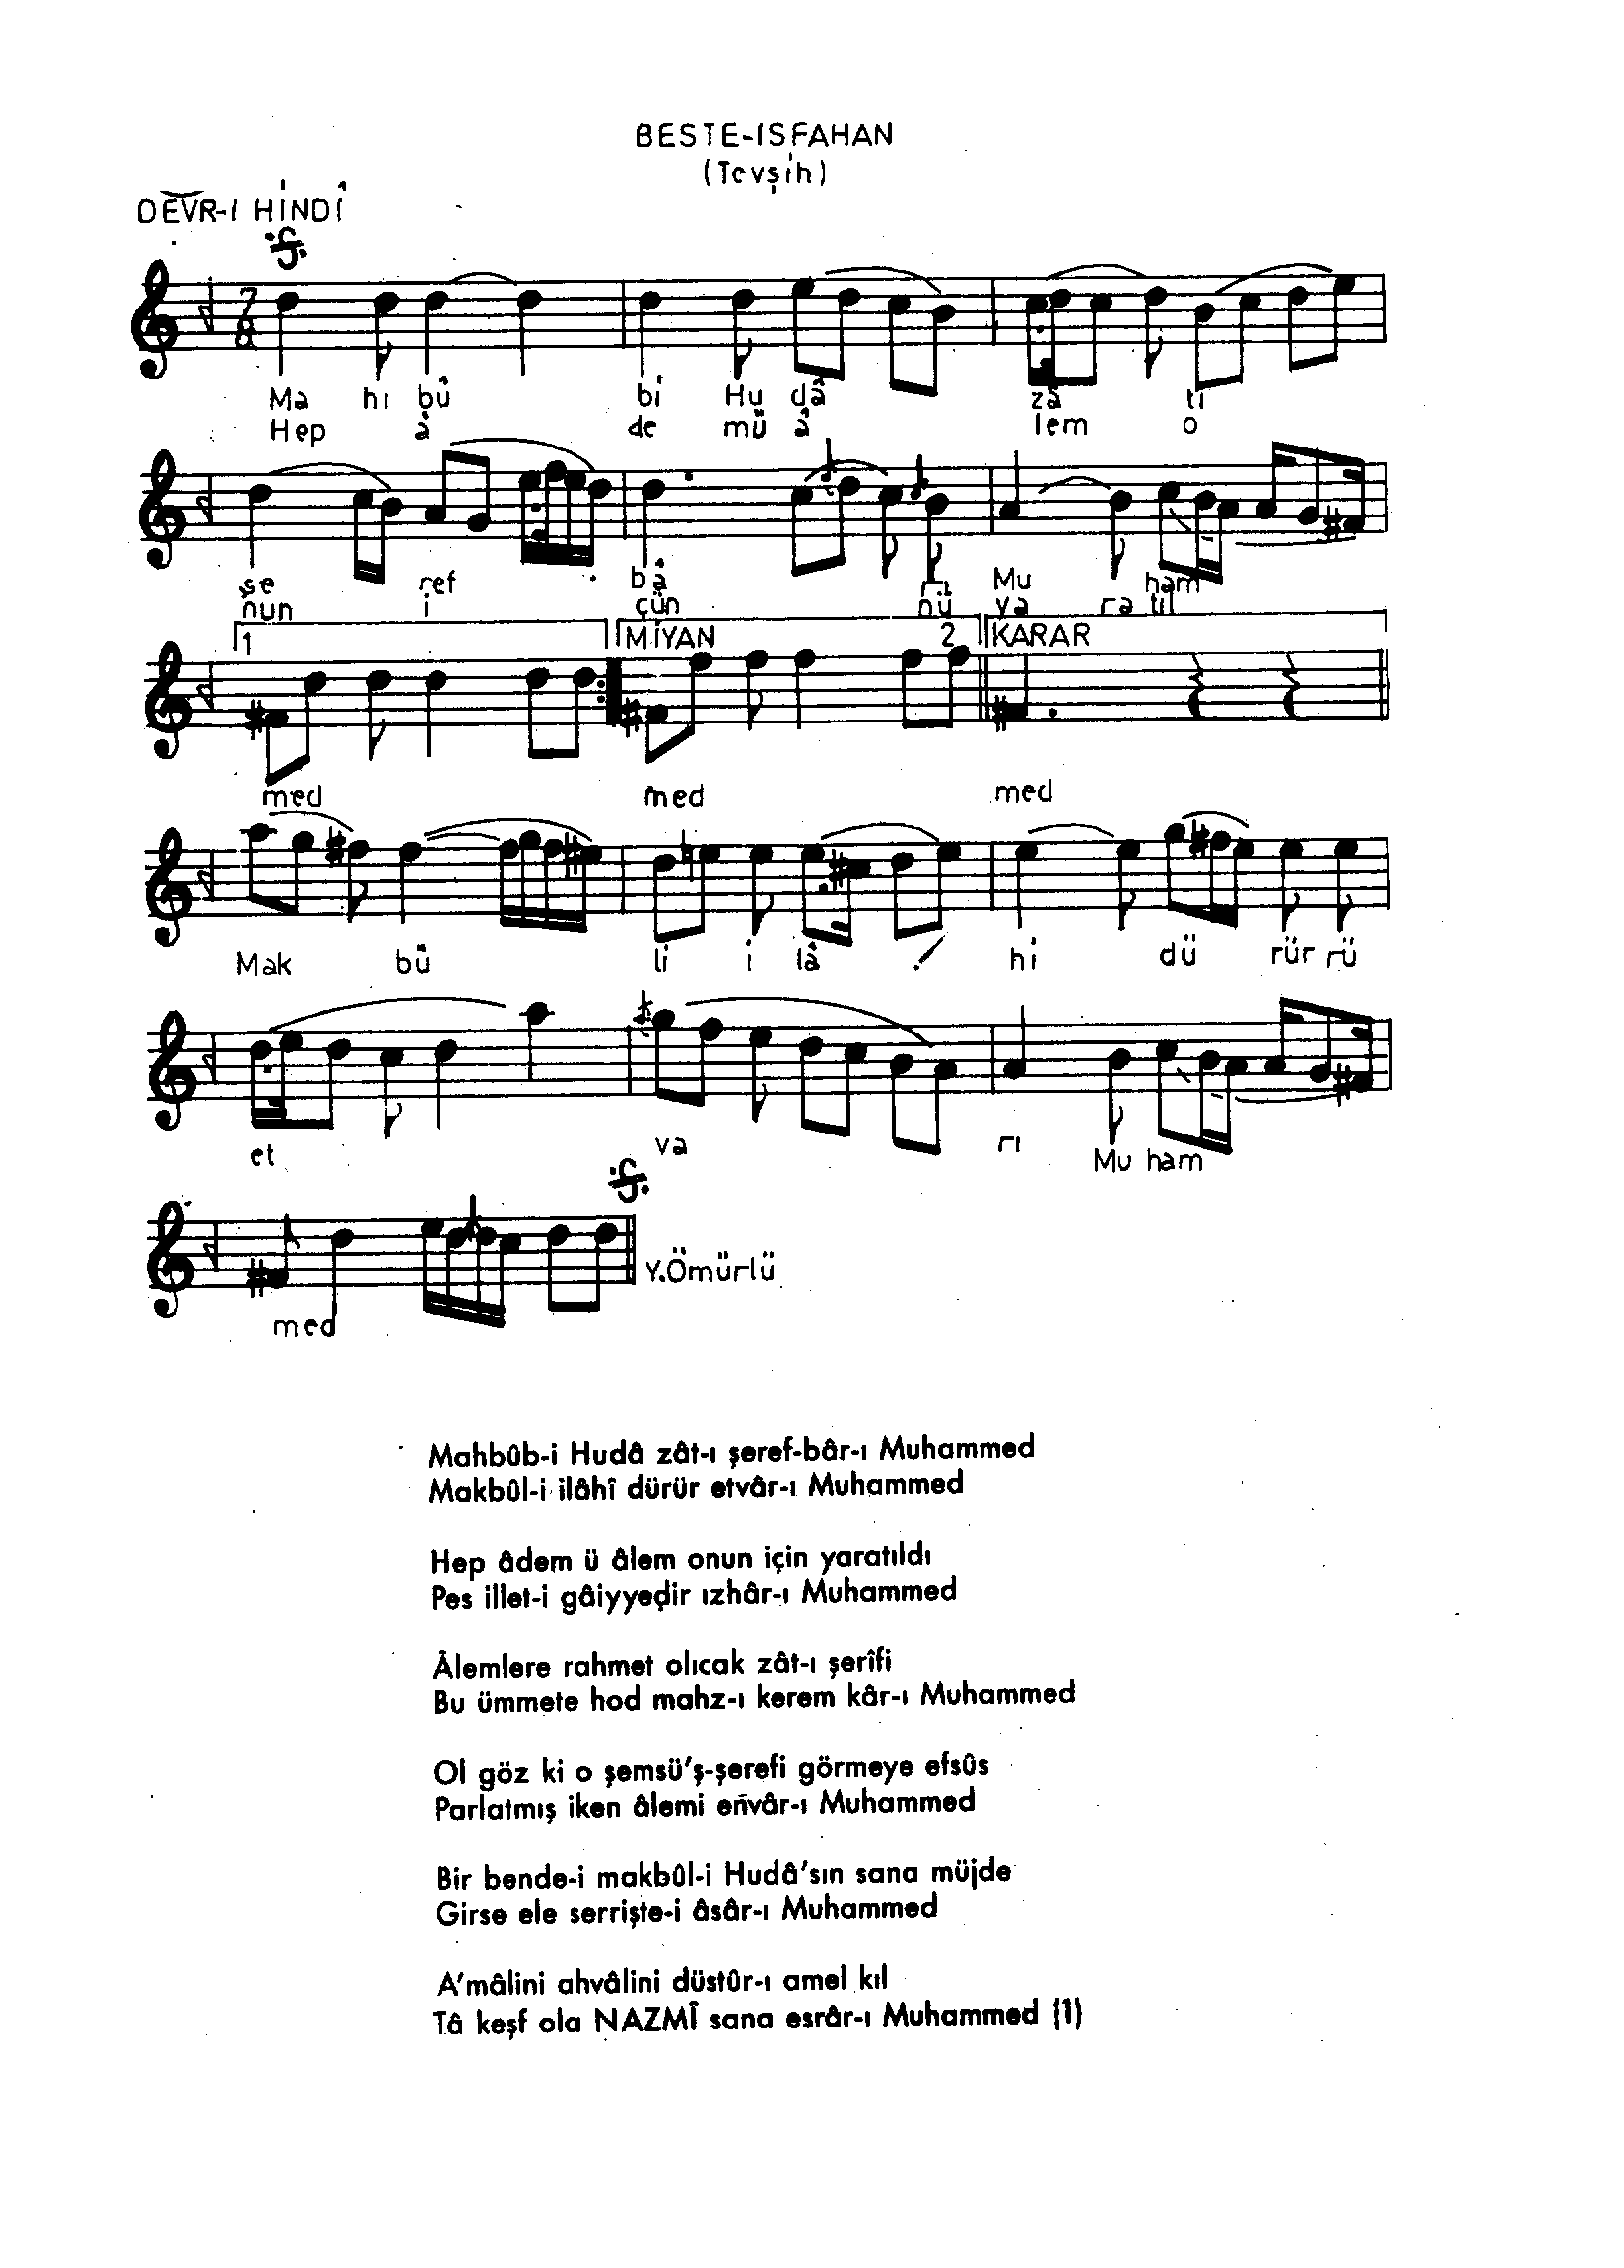 BESTE-ISFAHAN
(Tevşih)
DEVR-İ HİNDÎ
7
8
Ma hı bû bi Hu dâ zâ tı
Hep â de mü â lem o
şe ref bâ rı Mu ham
nun i çün nü ya ra tıl
1 MİYAN 2 KARAR
med med med
Mak bû li i lâ hi dü rür rü
et va rı Mu ham
Y.Ömürlü
med
Mahbûb-i Hudâ zât-ı şeref-bâr-ı Muhammed
Makbûl-i ilâhî dürür etvâr-ı Muhammed
Hep âdem ü âlem onun için yaratıldı
Pes illet-i gâiyyedir ızhâr-ı Muhammed
Âlemlere rahmet olıcak zât-ı şerîfi
Bu ümmete hod mahz-ı kerem kâr-ı Muhammed
Ol göz ki o şemsü'ş-şerefi görmeye efsûs
Parlatmış iken âlemi envâr-ı Muhammed
Bir bende-i makbûl-i Hudâ'sın sana müjde
Girse ele serrişte-i âsâr-ı Muhammed
A'mâlini ahvâlini düstûr-ı amel kıl
Tâ keşf ola NAZMÎ sana esrâr-ı Muhammed (1)